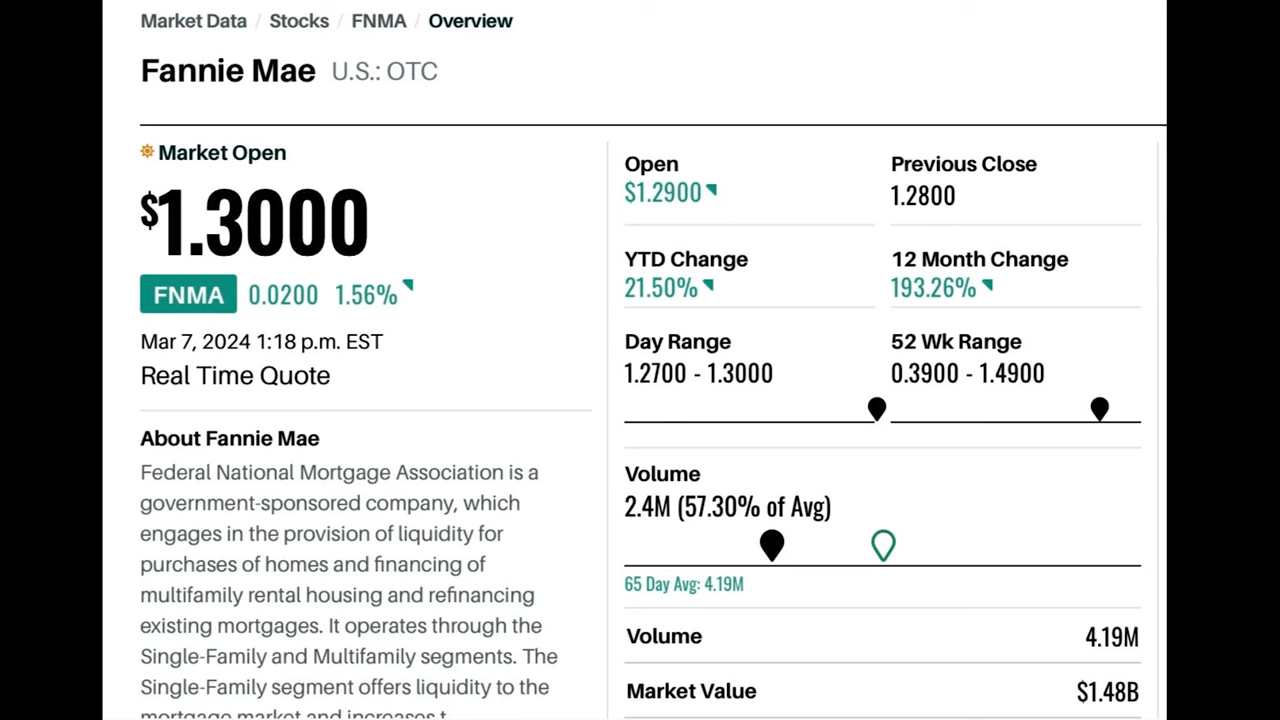 Market Data / Stocks / FNMA / Overview
Fannie Mae U.S.: OTC
Market Open
$1.3000
FNMA 0.0200 1.56%
Mar 7, 2024 1:18 p.m. EST
Real Time Quote
About Fannie Mae
Federal National Mortgage Association is a
government-sponsored company, which
engages in the provision of liquidity for
purchases of homes and financing of
multifamily rental housing and refinancing
existing mortgages. It operates through the
Single-Family and Multifamily segments. The
Single-Family segment offers liquidity to the
mortgage market and increases t
Open
$1.2900
Previous Close
1.2800
YTD Change
21.50%
12 Month Change
193.26%
Day Range
1.2700 - 1.3000
52 Wk Range
0.3900 - 1.4900
Volume
2.4M (57.30% of Avg)
65 Day Avg: 4.19M
Volume 4.19M
Market Value $1.48B